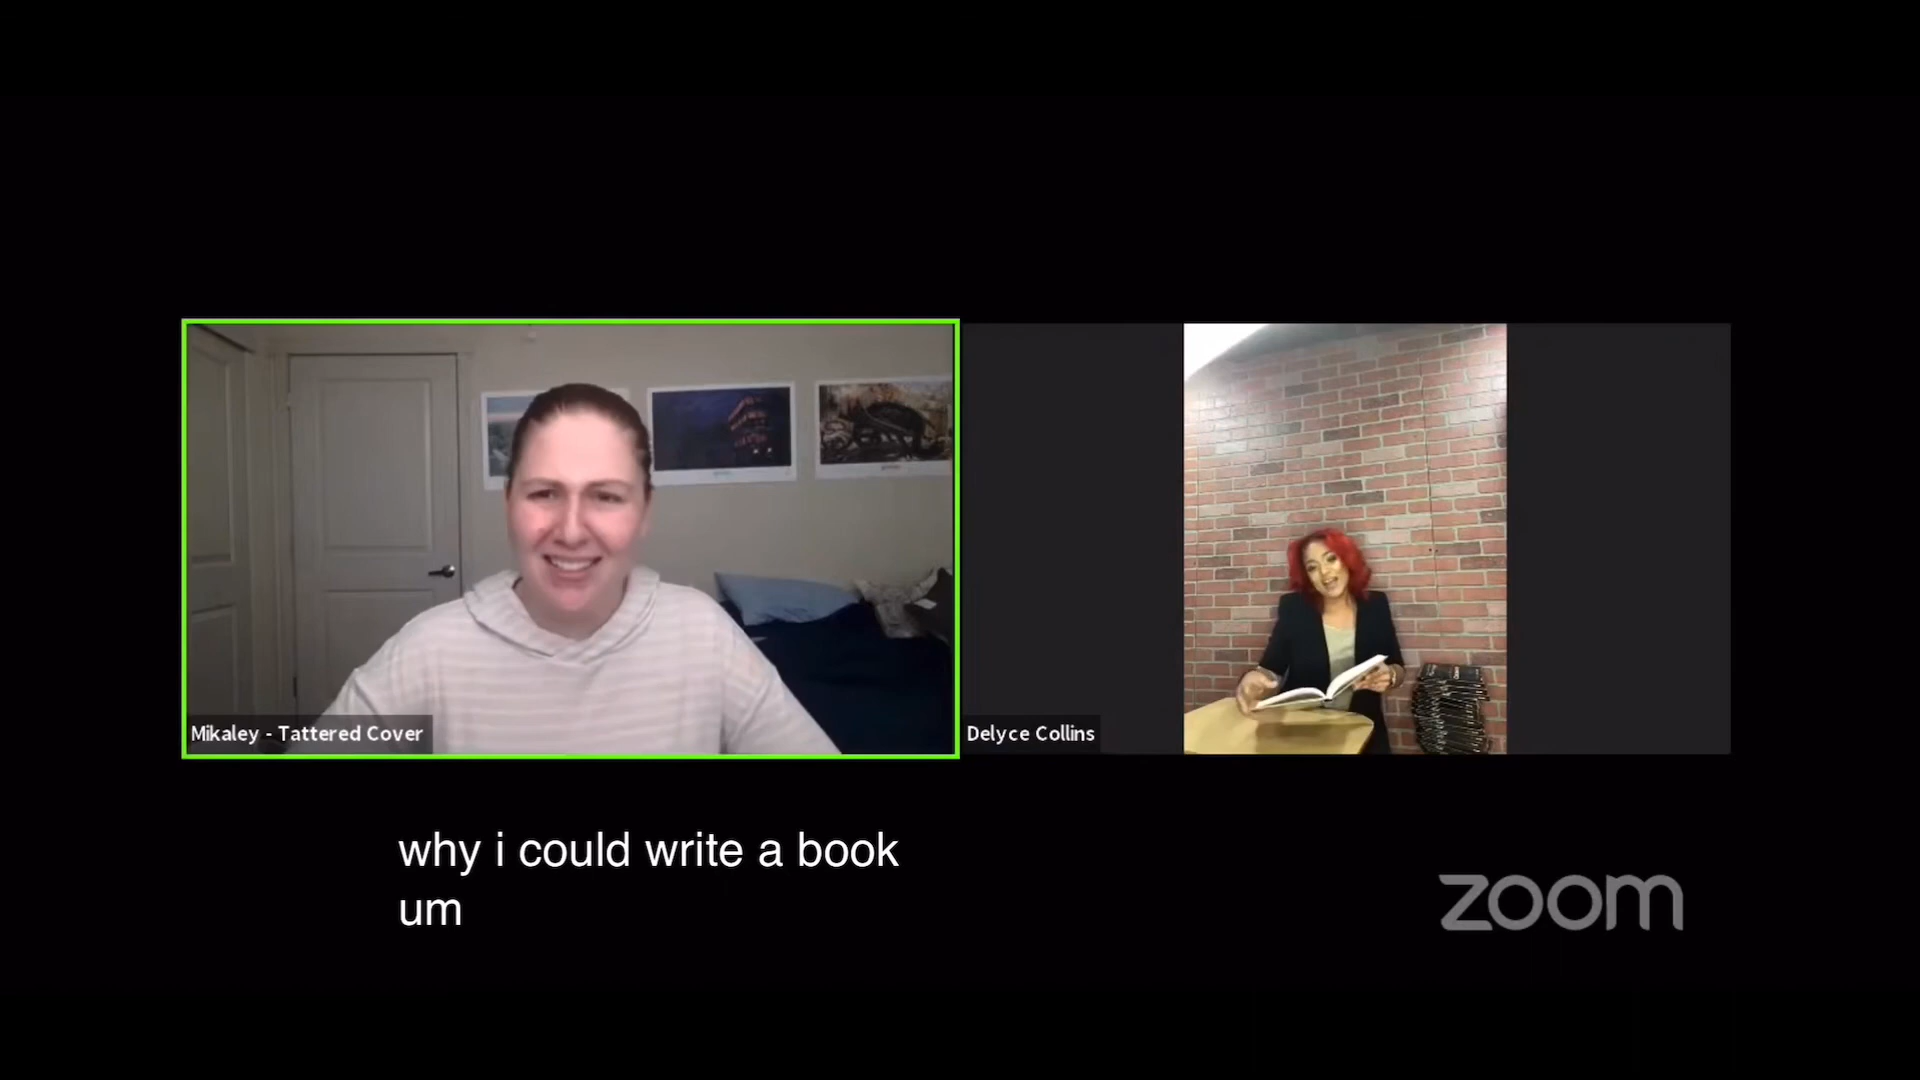 Mikaley - Tattered Cover
Delyce Collins
why i could write a book
um
zoom